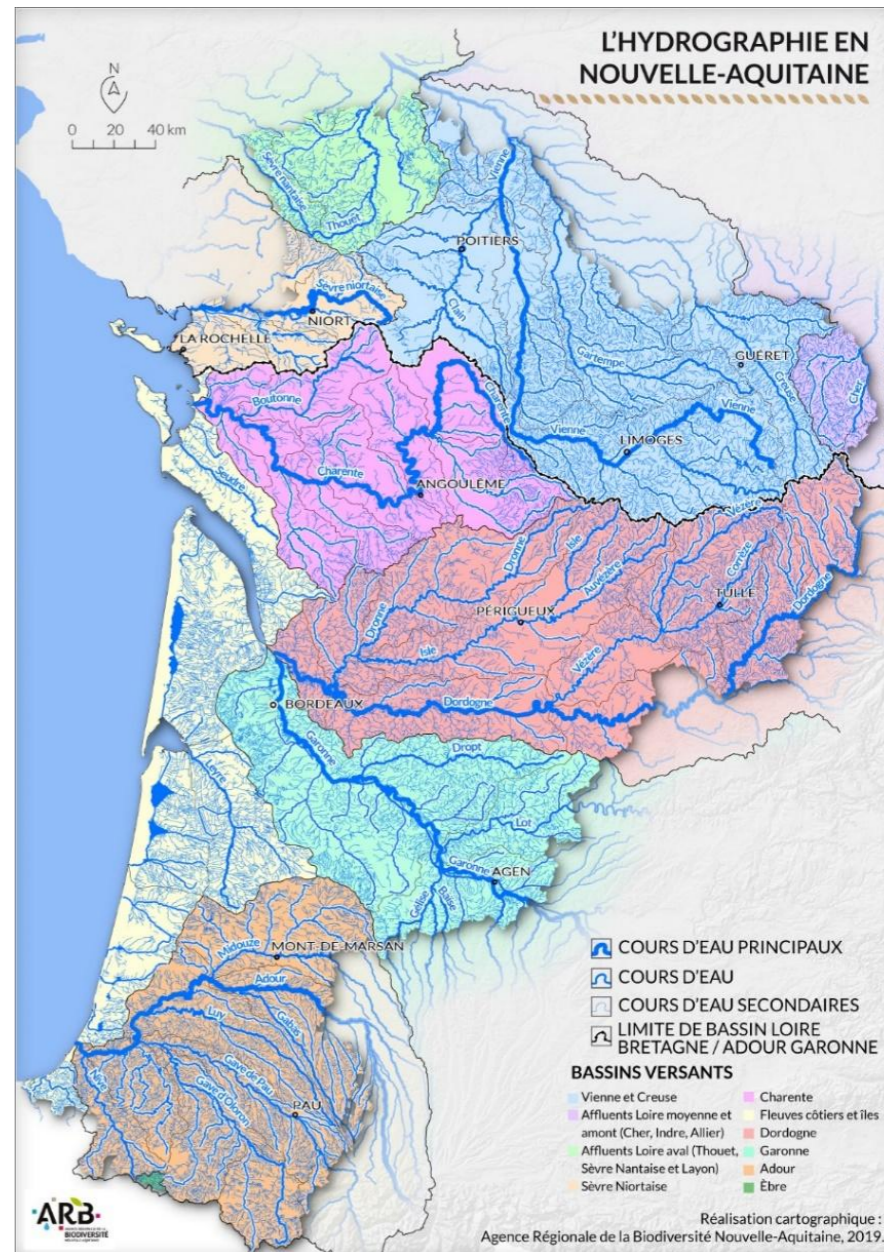 L'HYDROGRAPHIE EN
NOUVELLE-AQUITAINE
N
0 20 40 km
Sèvre nantaise
Thouet
Vienne
POITIERS
Clain
Sèvre niortaise
NIORT
LA ROCHELLE
Gartempe
GUÉRET
Creuse
Cher
Boutonne
Charente
Vienne
Vienne
LIMOGES
Charente
ANGOULÊME
Seudre
Vézère
Dronne
Isle
Auvézère
Corrèze
TULLE
Dordogne
Dronne
PÉRIGUEUX
Isle
Vézère
Dordogne
BORDEAUX
Garonne
Dropt
Leyre
Lot
Garonne
AGEN
Gélise
Baïse
Midouze
MONT-DE-MARSAN
Adour
Luy
Gabas
Gave de Pau
Gave d'Oloron
PAU
Nive
COURS D'EAU PRINCIPAUX
COURS D'EAU
COURS D'EAU SECONDAIRES
LIMITE DE BASSIN LOIRE
BRETAGNE / ADOUR GARONNE
BASSINS VERSANTS
Vienne et Creuse
Affluents Loire moyenne et
amont (Cher, Indre, Allier)
Affluents Loire aval (Thouet,
Sèvre Nantaise et Layon)
Sèvre Niortaise
Charente
Fleuves côtiers et îles
Dordogne
Garonne
Adour
Èbre
ARB
BIODIVERSITÉ
Réalisation cartographique :
Agence Régionale de la Biodiversité Nouvelle-Aquitaine, 2019.